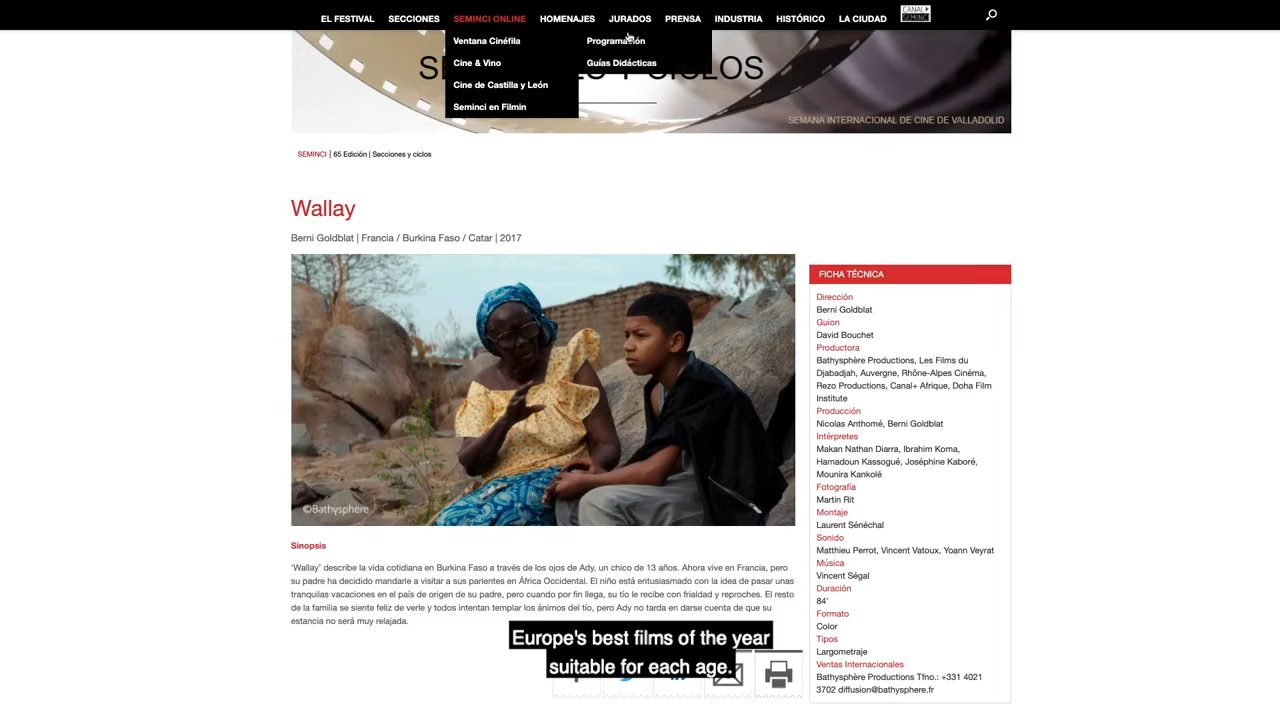 EL FESTIVAL SECCIONES SEMINCI ONLINE HOMENAJES JURADOS PRENSA INDUSTRIA HISTÓRICO LA CIUDAD CANAL SEMINCI
Ventana Cinéfila Programación
Cine & Vino Guías Didácticas
Cine de Castilla y León
Seminci en Filmin
Y CICLOS
SEMANA INTERNACIONAL DE CINE DE VALLADOLID
SEMINCI | 65 Edición | Secciones y ciclos
Wallay
Berni Goldblat | Francia / Burkina Faso / Catar | 2017
©Bathysphere
Sinopsis
'Wallay' describe la vida cotidiana en Burkina Faso a través de los ojos de Ady, un chico de 13 años. Ahora vive en Francia, pero
su padre ha decidido mandarle a visitar a sus parientes en África Occidental. El niño está entusiasmado con la idea de pasar unas
tranquilas vacaciones en el país de origen de su padre, pero cuando por fin llega, su tío le recibe con frialdad y reproches. El resto
de la familia se siente feliz de verle y todos intentan templar los ánimos del tío, pero Ady no tarda en darse cuenta de que su
estancia no será muy relajada.
FICHA TÉCNICA
Dirección
Berni Goldblat
Guion
David Bouchet
Productora
Bathysphère Productions, Les Films du
Djabadjah, Auvergne, Rhône-Alpes Cinéma,
Rezo Productions, Canal+ Afrique, Doha Film
Institute
Producción
Nicolas Anthomé, Berni Goldblat
Intérpretes
Makan Nathan Diarra, Ibrahim Koma,
Hamadoun Kassogué, Joséphine Kaboré,
Mounira Kankolé
Fotografía
Martin Rit
Montaje
Laurent Sénéchal
Sonido
Matthieu Perrot, Vincent Vatoux, Yoann Veyrat
Música
Vincent Ségal
Duración
84'
Formato
Color
Tipos
Largometraje
Ventas Internacionales
Bathysphère Productions Tfno.: +331 4021
3702 diffusion@bathysphere.fr
Europe's best films of the year
suitable for each age.